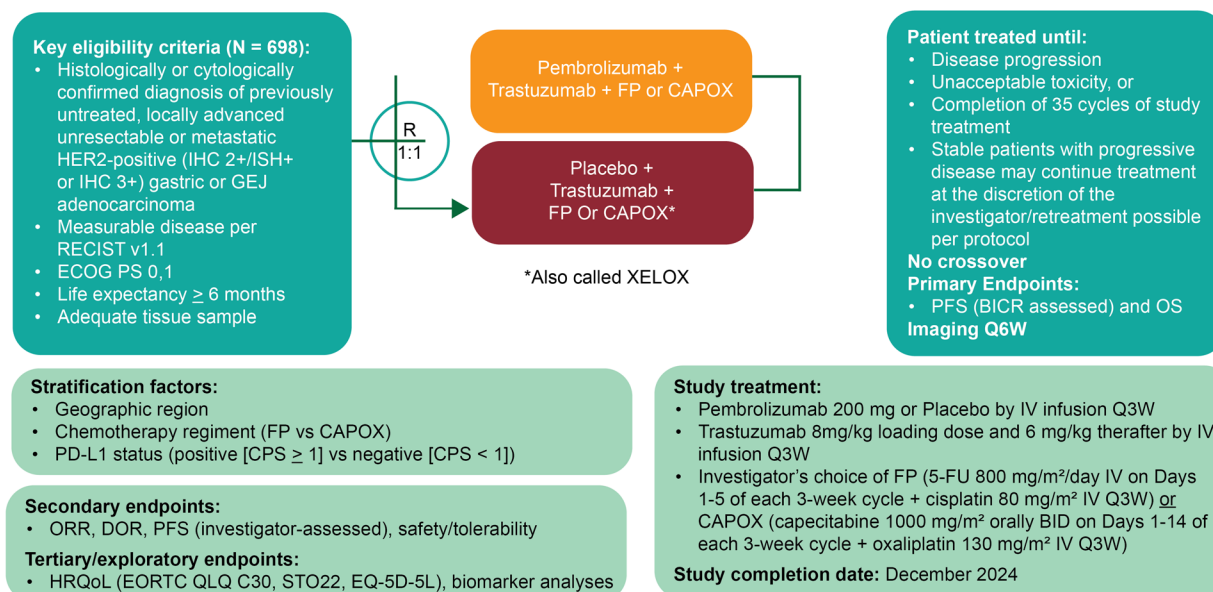 Key eligibility criteria (N = 698):
• Histologically or cytologically
confirmed diagnosis of previously
untreated, locally advanced
unresectable or metastatic
HER2-positive (IHC 2+/ISH+
or IHC 3+) gastric or GEJ
adenocarcinoma
• Measurable disease per
RECIST v1.1
• ECOG PS 0,1
• Life expectancy ≥ 6 months
• Adequate tissue sample
R
1:1
Pembrolizumab +
Trastuzumab + FP or CAPOX
Placebo +
Trastuzumab +
FP Or CAPOX*
*Also called XELOX
Patient treated until:
• Disease progression
• Unacceptable toxicity, or
• Completion of 35 cycles of study
treatment
• Stable patients with progressive
disease may continue treatment
at the discretion of the
investigator/retreatment possible
per protocol
No crossover
Primary Endpoints:
• PFS (BICR assessed) and OS
Imaging Q6W
Stratification factors:
• Geographic region
• Chemotherapy regiment (FP vs CAPOX)
• PD-L1 status (positive [CPS ≥ 1] vs negative [CPS < 1])
Secondary endpoints:
• ORR, DOR, PFS (investigator-assessed), safety/tolerability
Tertiary/exploratory endpoints:
• HRQoL (EORTC QLQ C30, STO22, EQ-5D-5L), biomarker analyses
Study treatment:
• Pembrolizumab 200 mg or Placebo by IV infusion Q3W
• Trastuzumab 8mg/kg loading dose and 6 mg/kg therafter by IV
infusion Q3W
• Investigator's choice of FP (5-FU 800 mg/m²/day IV on Days
1-5 of each 3-week cycle + cisplatin 80 mg/m² IV Q3W) or
CAPOX (capecitabine 1000 mg/m² orally BID on Days 1-14 of
each 3-week cycle + oxaliplatin 130 mg/m² IV Q3W)
Study completion date: December 2024